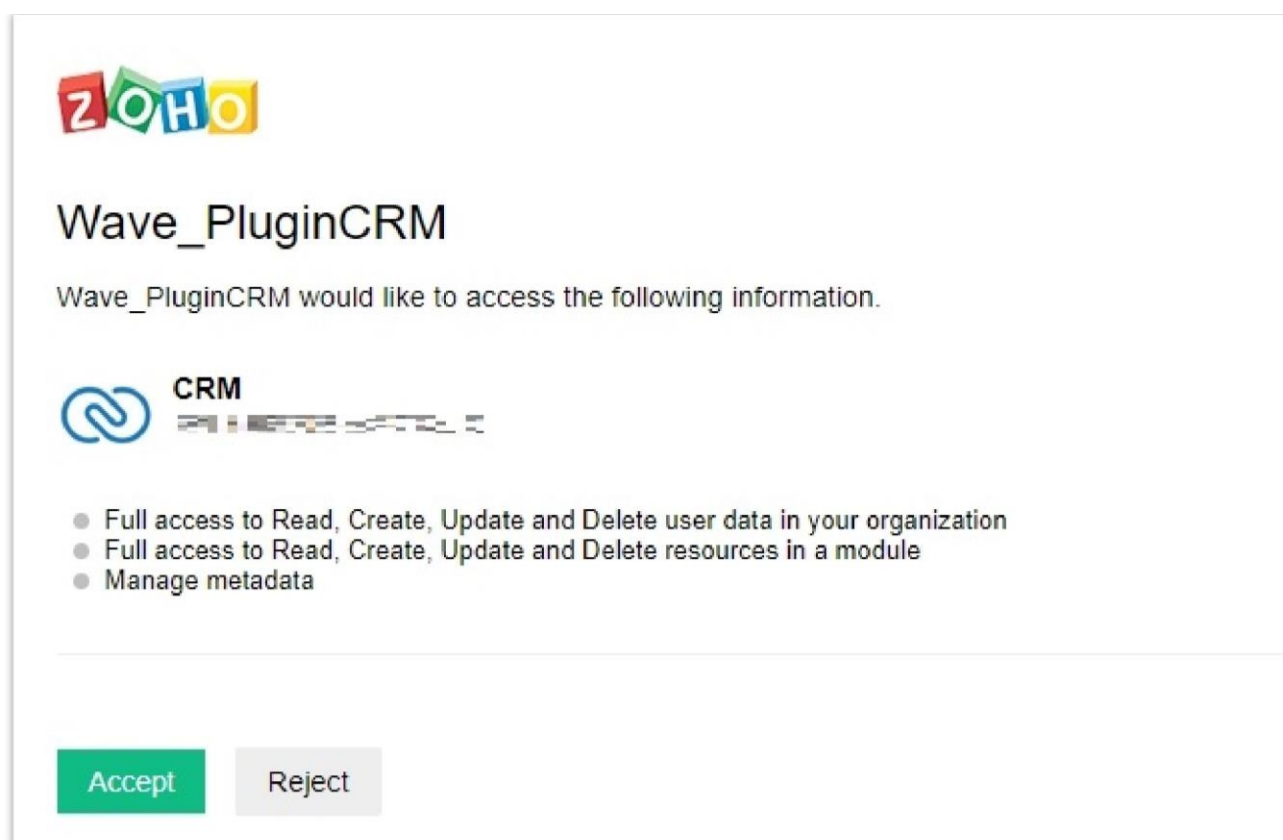 ZOHO
Wave_PluginCRM
Wave_PluginCRM would like to access the following information.
CRM
Full access to Read, Create, Update and Delete user data in your organization
Full access to Read, Create, Update and Delete resources in a module
Manage metadata
Accept Reject